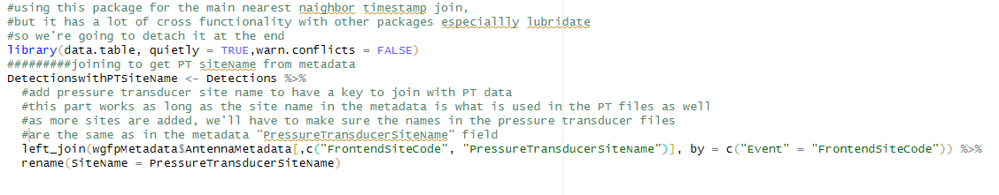 #using this package for the main nearest naighbor timestamp join,
#but it has a lot of cross functionality with other packages especiallly lubridate
#so we're going to detach it at the end
library(data.table, quietly = TRUE,warn.conflicts = FALSE)
#########joining to get PT siteName from metadata
DetectionswithPTSiteName <- Detections %>%
  #add pressure transducer site name to have a key to join with PT data
  #this part works as long as the site name in the metadata is what is used in the PT files as well
  #as more sites are added, we'll have to make sure the names in the pressure transducer files
  #are the same as in the metadata "PressureTransducerSiteName" field
  left_join(wgfpMetadata$AntennaMetadata[,c("FrontendSiteCode", "PressureTransducerSiteName")], by = c("Event" = "FrontendSiteCode")) %>%
  rename(SiteName = PressureTransducerSiteName)